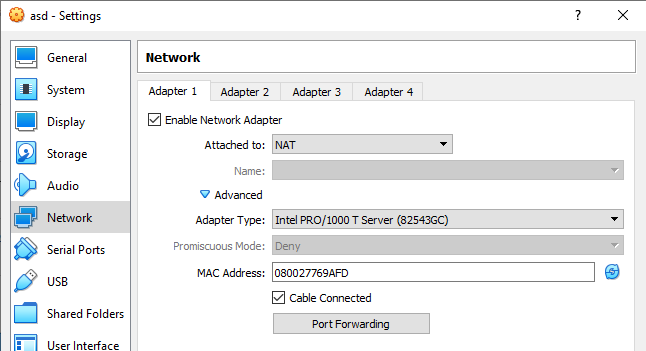 asd - Settings
?
General
System
Display
Storage
Audio
Network
Serial Ports
USB
Shared Folders
User Interface
Network
Adapter 1
Adapter 2
Adapter 3
Adapter 4
Enable Network Adapter
Attached to: NAT
Name:
Advanced
Adapter Type: Intel PRO/1000 T Server (82543GC)
Promiscuous Mode: Deny
MAC Address: 080027769AFD
Cable Connected
Port Forwarding